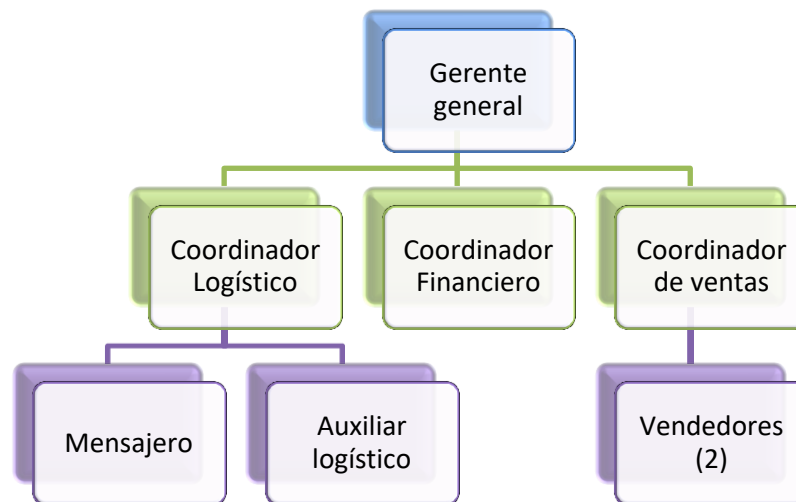 Gerente
general
Coordinador
Logístico
Coordinador
Financiero
Coordinador
de ventas
Mensajero
Auxiliar
logístico
Vendedores
(2)